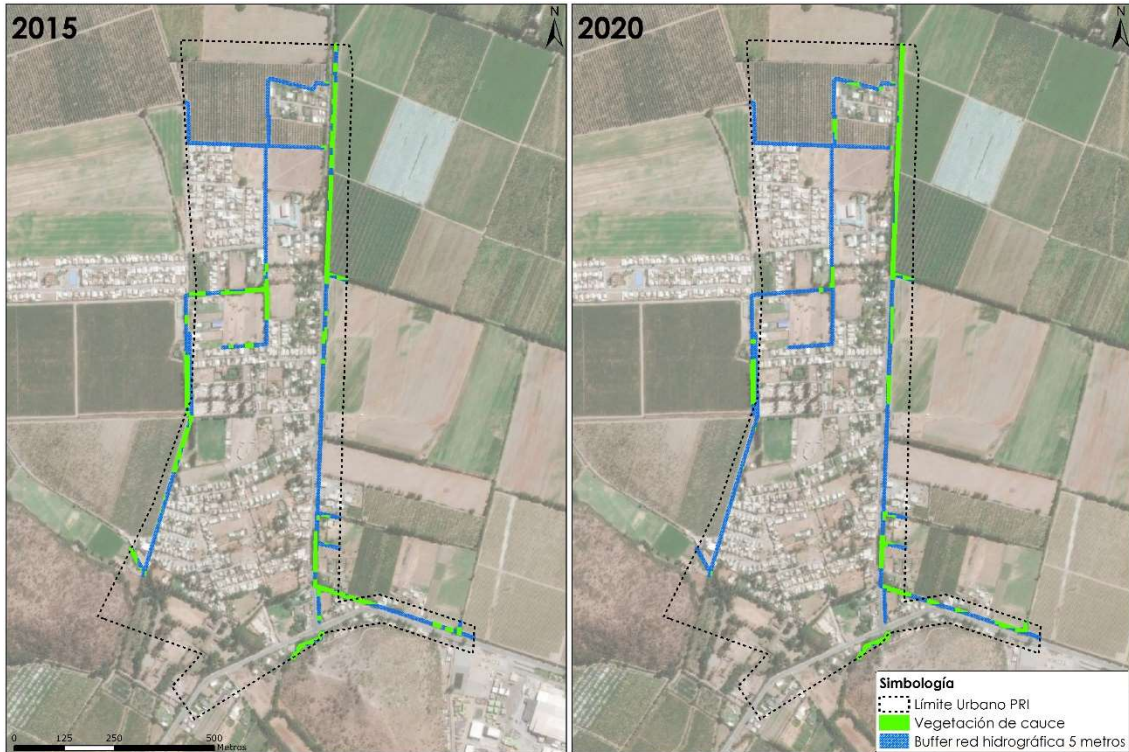 2015
N
0 125 250 500
Metros
2020
N
Simbología
Límite Urbano PRI
Vegetación de cauce
Buffer red hidrográfica 5 metros